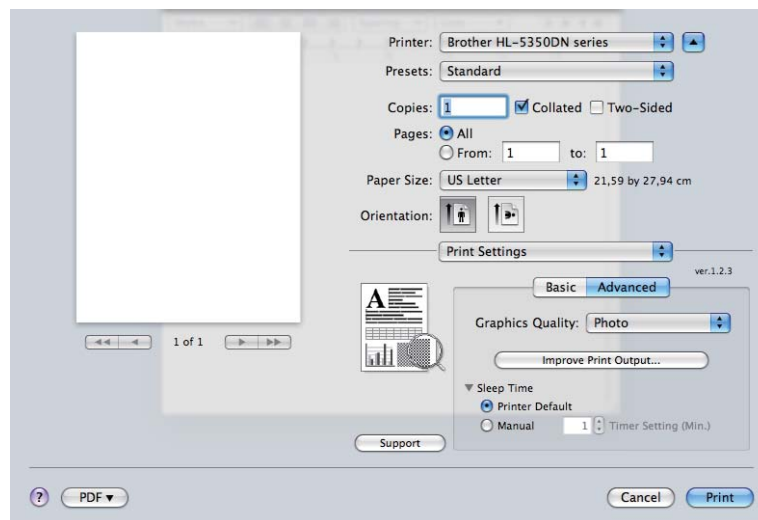 Printer: Brother HL-5350DN series
Presets: Standard
Copies: 1 Collated Two-Sided
Pages: All
From: 1 to: 1
Paper Size: US Letter 21,59 by 27,94 cm
Orientation:
Print Settings
ver.1.2.3
Basic Advanced
A
Graphics Quality: Photo
1 of 1
Improve Print Output...
Sleep Time
Printer Default
Manual 1 Timer Setting (Min.)
Support
? PDF Cancel Print